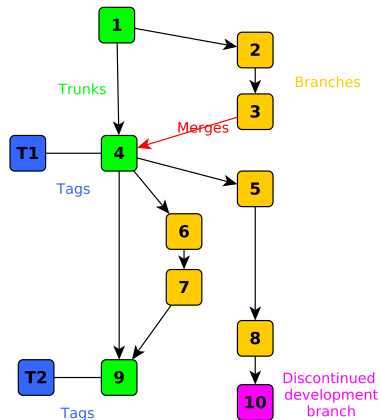 1
2
Trunks
Branches
3
Merges
T1
4
Tags
5
6
7
8
T2
9
Discontinued
development
branch
10
Tags